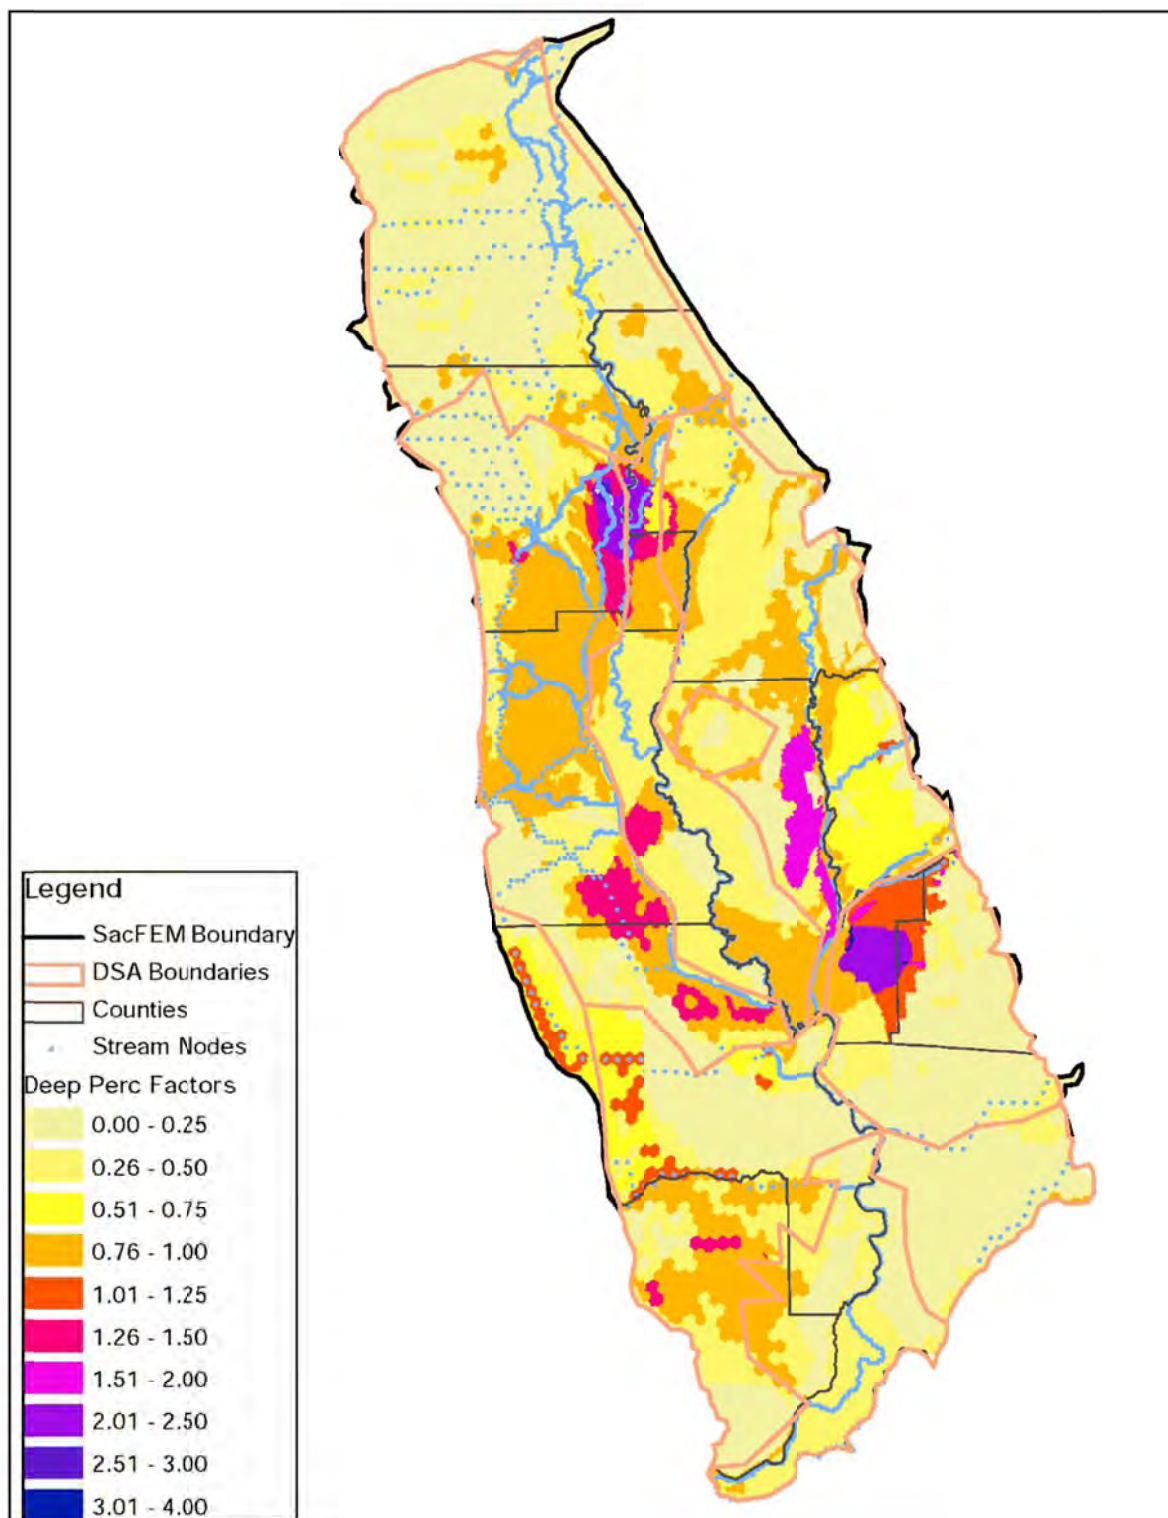 Legend
SacFEM Boundary
DSA Boundaries
Counties
Stream Nodes
Deep Perc Factors
0.00 - 0.25
0.26 - 0.50
0.51 - 0.75
0.76 - 1.00
1.01 - 1.25
1.26 - 1.50
1.51 - 2.00
2.01 - 2.50
2.51 - 3.00
3.01 - 4.00